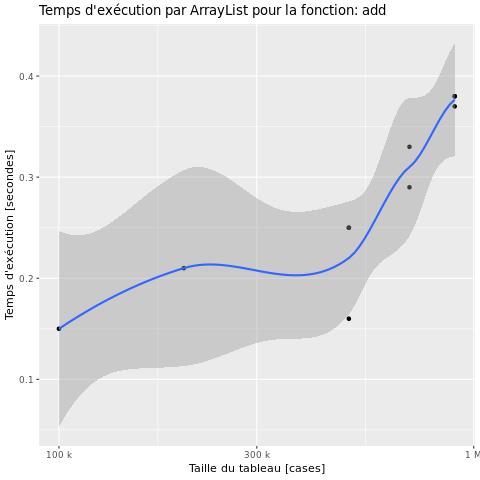 Temps d'exécution par ArrayList pour la fonction: add
Temps d'exécution [secondes]
0.4
0.3
0.2
0.1
100 k
300 k
1 M
Taille du tableau [cases]